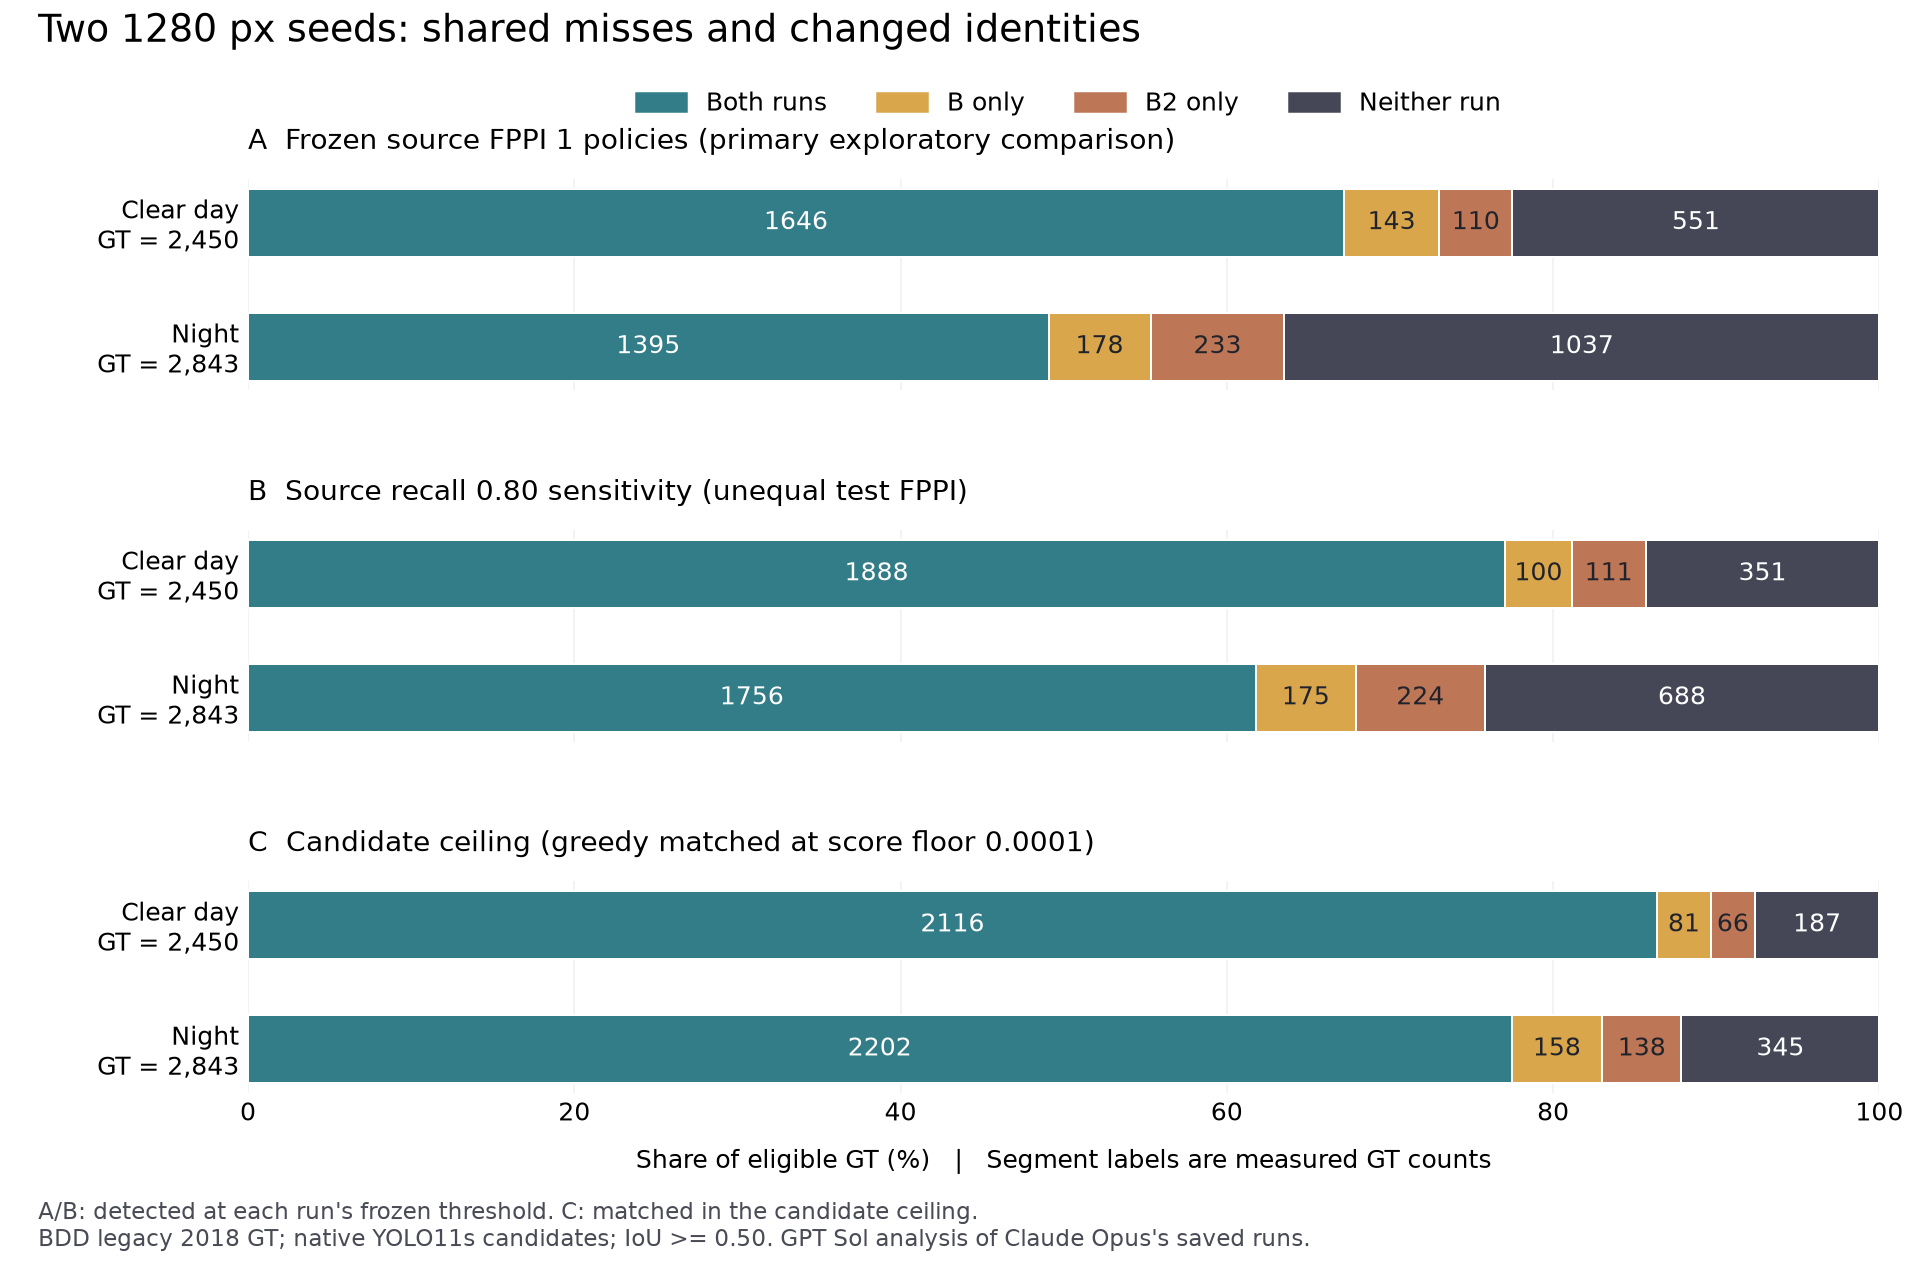 Two 1280 px seeds: shared misses and changed identities
Both runs B only B2 only Neither run
A Frozen source FPPI 1 policies (primary exploratory comparison)
Clear day
GT = 2,450
1646 143 110 551
Night
GT = 2,843
1395 178 233 1037
B Source recall 0.80 sensitivity (unequal test FPPI)
Clear day
GT = 2,450
1888 100 111 351
Night
GT = 2,843
1756 175 224 688
C Candidate ceiling (greedy matched at score floor 0.0001)
Clear day
GT = 2,450
2116 81 66 187
Night
GT = 2,843
2202 158 138 345
0 20 40 60 80 100
Share of eligible GT (%) | Segment labels are measured GT counts
A/B: detected at each run's frozen threshold. C: matched in the candidate ceiling.
BDD legacy 2018 GT; native YOLO11s candidates; IoU >= 0.50. GPT Sol analysis of Claude Opus's saved runs.